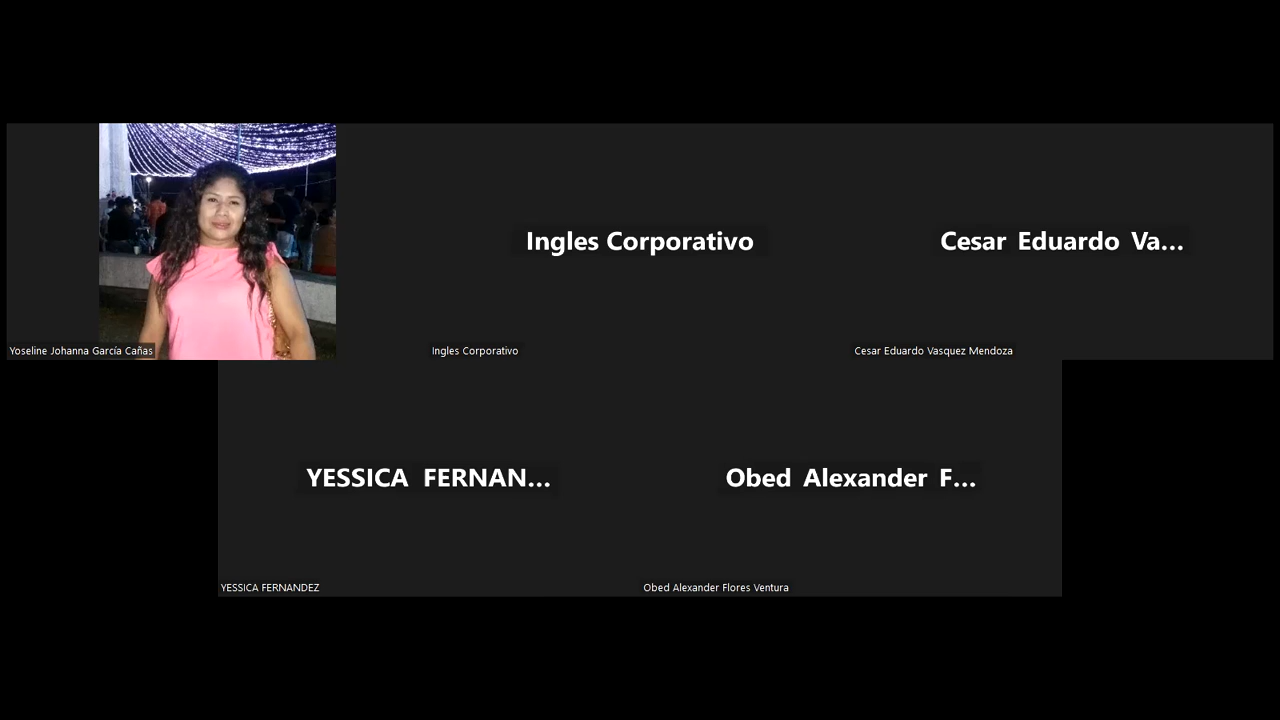 Ingles Corporativo
Cesar Eduardo Va...
Yoseline Johanna García Cañas
Ingles Corporativo
Cesar Eduardo Vasquez Mendoza
YESSICA FERNAN...
Obed Alexander F...
YESSICA FERNANDEZ
Obed Alexander Flores Ventura